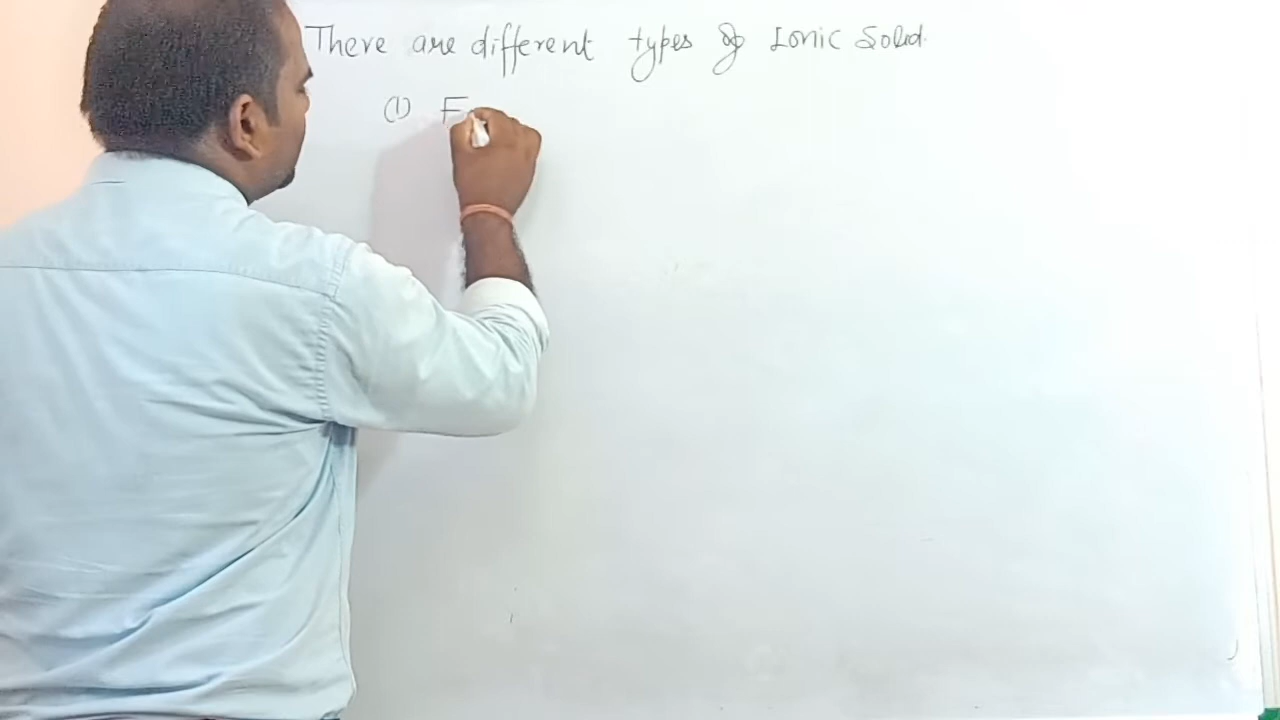 There are different types of Ionic Solid.
(1) F